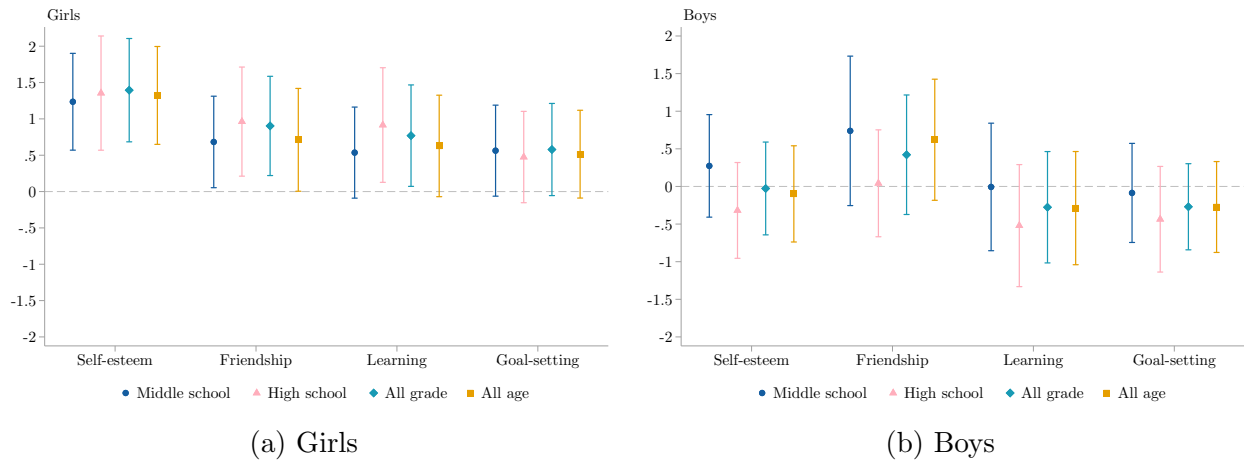 Girls
2
1.5
1
.5
0
-.5
-1
-1.5
-2
Self-esteem Friendship Learning Goal-setting
Middle school High school All grade All age
(a) Girls
Boys
2
1.5
1
.5
0
-.5
-1
-1.5
-2
Self-esteem Friendship Learning Goal-setting
Middle school High school All grade All age
(b) Boys